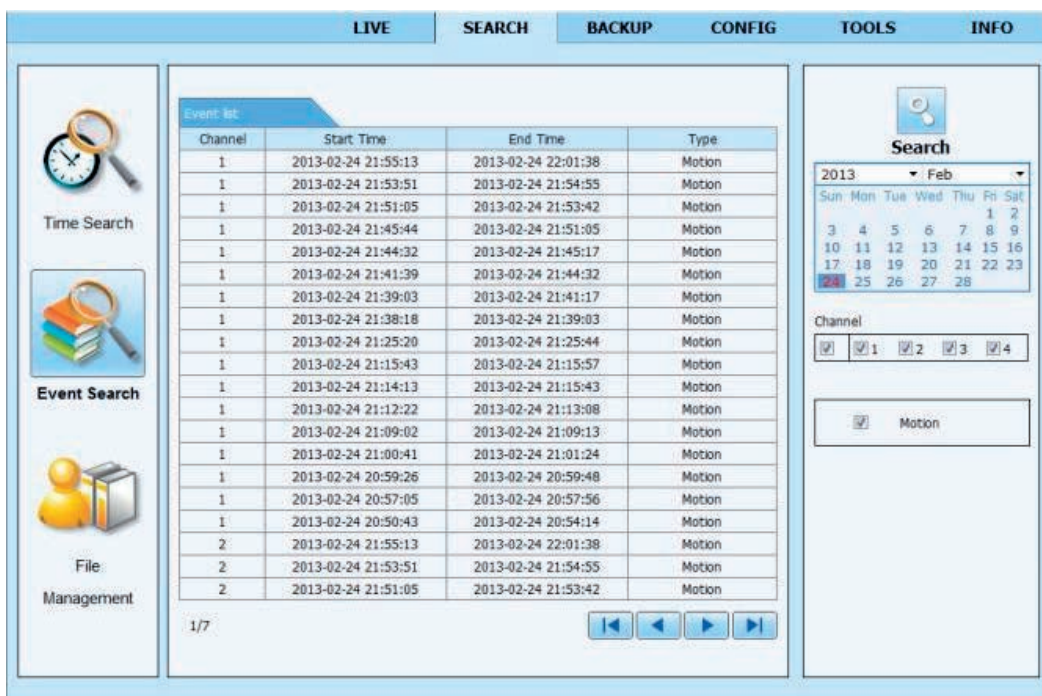 LIVE SEARCH BACKUP CONFIG TOOLS INFO
Time Search
Event Search
File
Management
Event list
Channel Start Time End Time Type
1 2013-02-24 21:55:13 2013-02-24 22:01:38 Motion
1 2013-02-24 21:53:51 2013-02-24 21:54:55 Motion
1 2013-02-24 21:51:05 2013-02-24 21:53:42 Motion
1 2013-02-24 21:45:44 2013-02-24 21:51:05 Motion
1 2013-02-24 21:44:32 2013-02-24 21:45:17 Motion
1 2013-02-24 21:41:39 2013-02-24 21:44:32 Motion
1 2013-02-24 21:39:03 2013-02-24 21:41:17 Motion
1 2013-02-24 21:38:18 2013-02-24 21:39:03 Motion
1 2013-02-24 21:25:20 2013-02-24 21:25:44 Motion
1 2013-02-24 21:15:43 2013-02-24 21:15:57 Motion
1 2013-02-24 21:14:13 2013-02-24 21:15:43 Motion
1 2013-02-24 21:12:22 2013-02-24 21:13:08 Motion
1 2013-02-24 21:09:02 2013-02-24 21:09:13 Motion
1 2013-02-24 21:00:41 2013-02-24 21:01:24 Motion
1 2013-02-24 20:59:26 2013-02-24 20:59:48 Motion
1 2013-02-24 20:57:05 2013-02-24 20:57:56 Motion
1 2013-02-24 20:50:43 2013-02-24 20:54:14 Motion
2 2013-02-24 21:55:13 2013-02-24 22:01:38 Motion
2 2013-02-24 21:53:51 2013-02-24 21:54:55 Motion
2 2013-02-24 21:51:05 2013-02-24 21:53:42 Motion
1/7
Search
2013 Feb
Sun Mon Tue Wed Thu Fri Sat
1 2
3 4 5 6 7 8 9
10 11 12 13 14 15 16
17 18 19 20 21 22 23
24 25 26 27 28
Channel
1 2 3 4
Motion